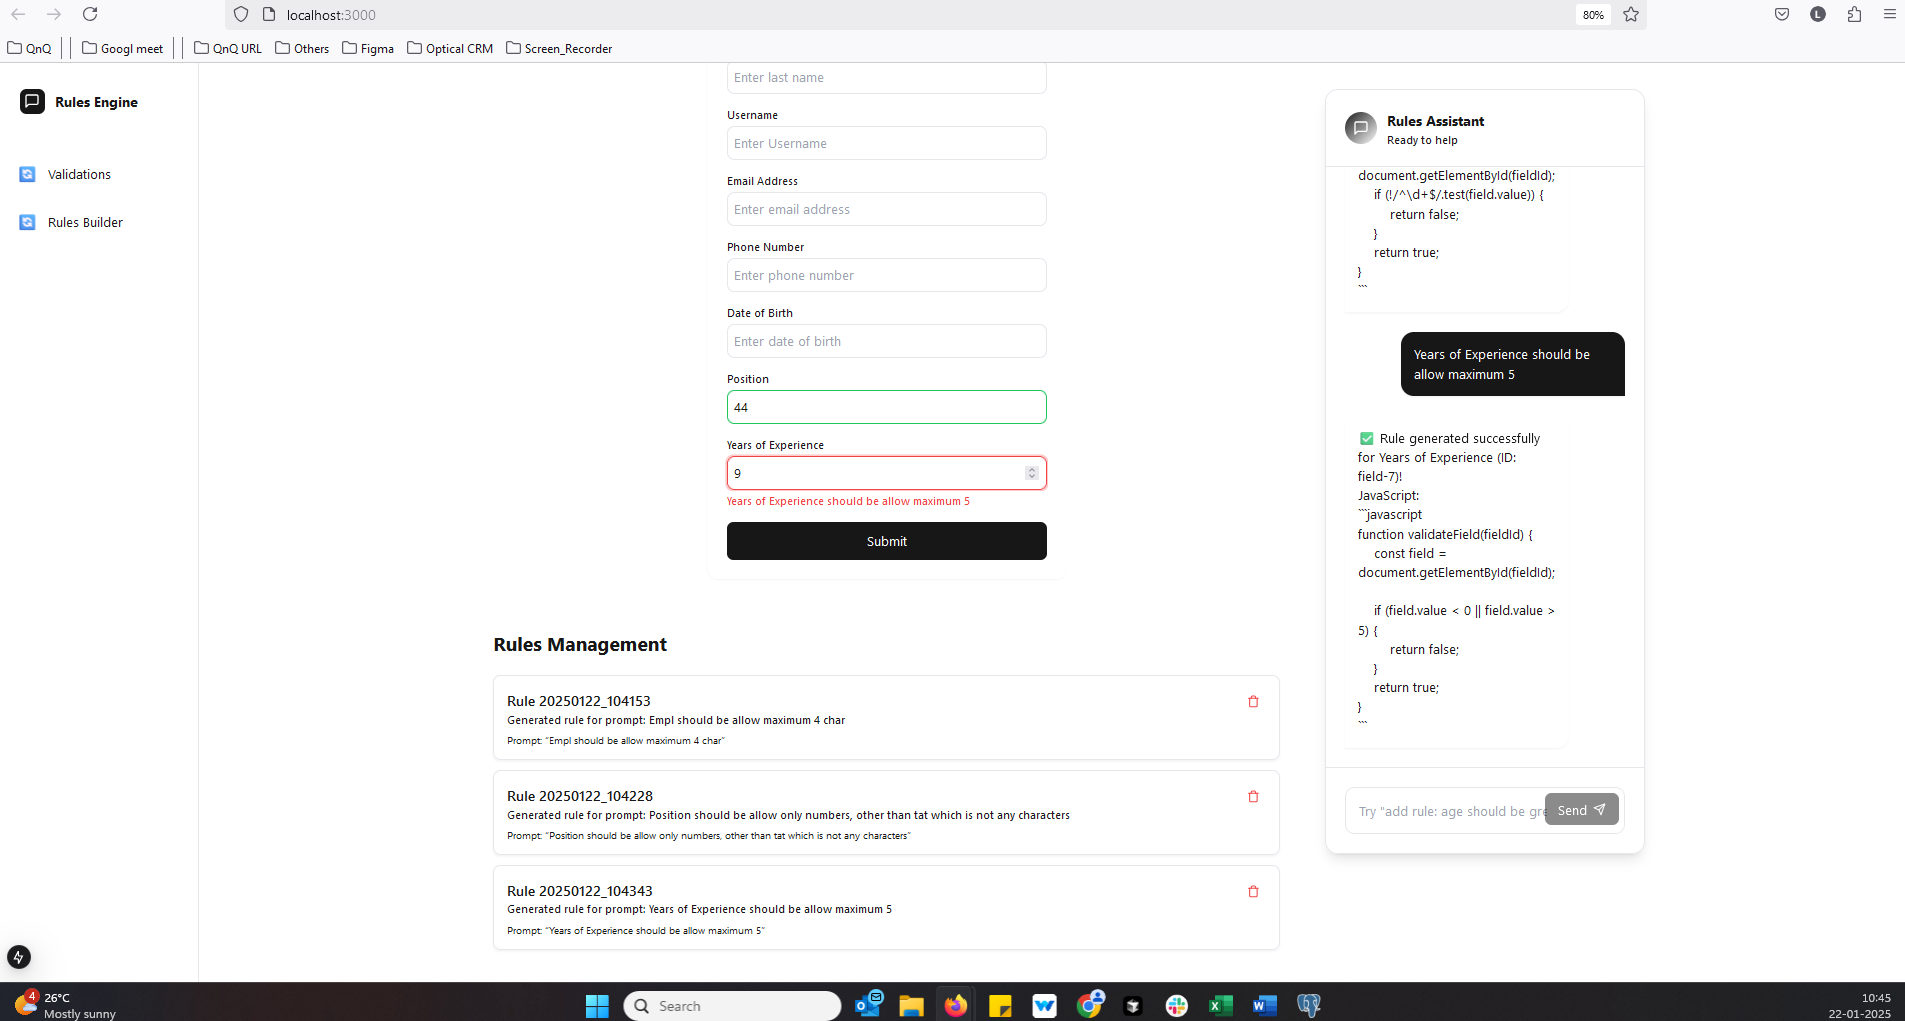 localhost:3000
80%
L
QnQ
Googl meet
QnQ URL
Others
Figma
Optical CRM
Screen_Recorder
Rules Engine
Validations
Rules Builder
Enter last name
Username
Enter Username
Email Address
Enter email address
Phone Number
Enter phone number
Date of Birth
Enter date of birth
Position
44
Years of Experience
9
Years of Experience should be allow maximum 5
Submit
Rules Management
Rule 20250122_104153
Generated rule for prompt: Empl should be allow maximum 4 char
Prompt: "Empl should be allow maximum 4 char"
Rule 20250122_104228
Generated rule for prompt: Position should be allow only numbers, other than tat which is not any characters
Prompt: "Position should be allow only numbers, other than tat which is not any characters"
Rule 20250122_104343
Generated rule for prompt: Years of Experience should be allow maximum 5
Prompt: "Years of Experience should be allow maximum 5"
Rules Assistant
Ready to help
document.getElementById(fieldId);
if (!/^\d+$/.test(field.value)) {
return false;
}
return true;
}
```
Years of Experience should be
allow maximum 5
✅ Rule generated successfully
for Years of Experience (ID:
field-7)!
JavaScript:
```javascript
function validateField(fieldId) {
const field =
document.getElementById(fieldId);
if (field.value < 0 || field.value >
5) {
return false;
}
return true;
}
```
Try "add rule: age should be gre
Send
4
26°C
Mostly sunny
Search
10:45
22-01-2025